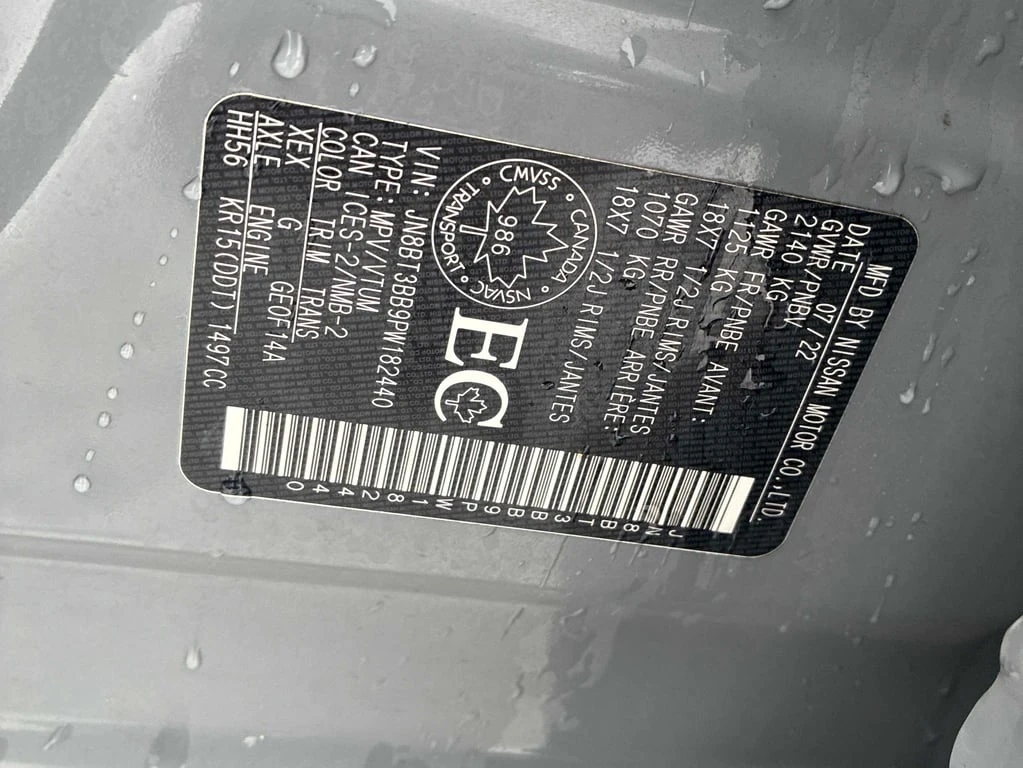 MFD BY NISSAN MOTOR CO.,LTD.
DATE 07/22
GVWR/PNBV
2140 KG
GAWR FR/PNBE AVANT:
1125 KG
18X7 1/2J RIMS/JANTES
GAWR RR/PNBE ARRIÈRE:
1070 KG
18X7 1/2J RIMS/JANTES
CMVSS • CANADA • NSVAC • TRANSPORT •
986
EC
VIN: JN8BT3BB9PW182440
TYPE: MPV/VTUM
CAN ICES-2/NMB-2
COLOR TRIM TRANS
XEX G GE0F14A
AXLE ENGINE
HH56 KR15(DDT) 1497CC
JN8BT3BB9PW182440